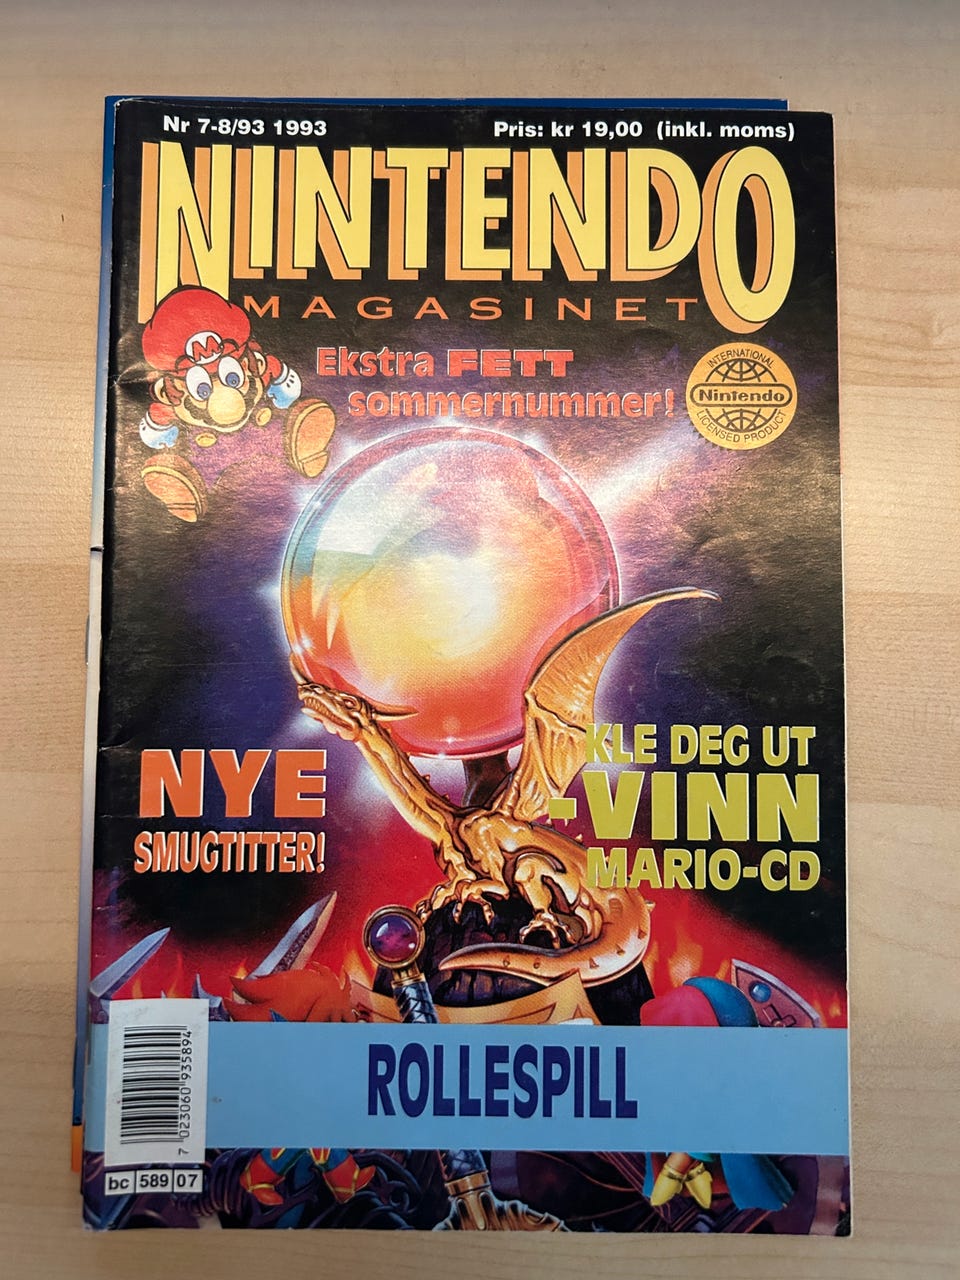 Nr 7-8/93 1993
Pris: kr 19,00 (inkl. moms)
NINTENDO
MAGASINET
M
Ekstra FETT
sommernummer!
INTERNATIONAL
Nintendo
LICENSED PRODUCT
KLE DEG UT
-VINN
MARIO-CD
NYE
SMUGTITTER!
ROLLESPILL
7 023060 935894
bc 589 07